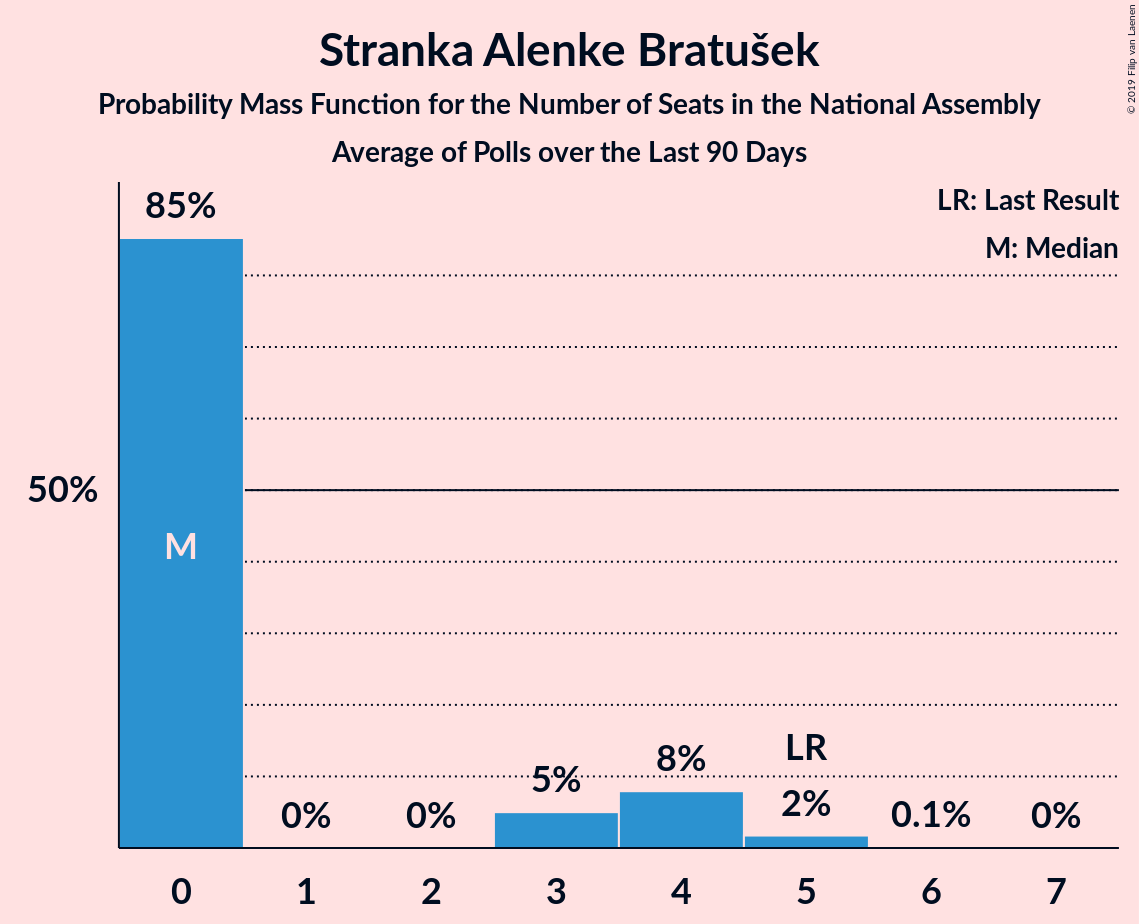 Stranka Alenke Bratušek
Probability Mass Function for the Number of Seats in the National Assembly
Average of Polls over the Last 90 Days
© 2019 Filip van Laenen
LR: Last Result
M: Median
85%
50%
M
0%
0%
5%
8%
LR
2%
0.1%
0%
0 1 2 3 4 5 6 7